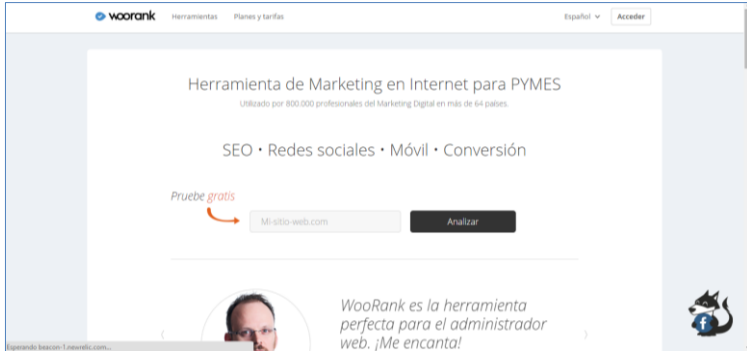 woorank
Herramientas
Planes y tarifas
Español
Acceder
Herramienta de Marketing en Internet para PYMES
Utilizado por 800.000 profesionales del Marketing Digital en más de 64 países.
SEO • Redes sociales • Móvil • Conversión
Pruebe gratis
Mi-sitio-web.com
Analizar
WooRank es la herramienta
perfecta para el administrador
web. ¡Me encanta!
Esperando beacon-1.newrelic.com...